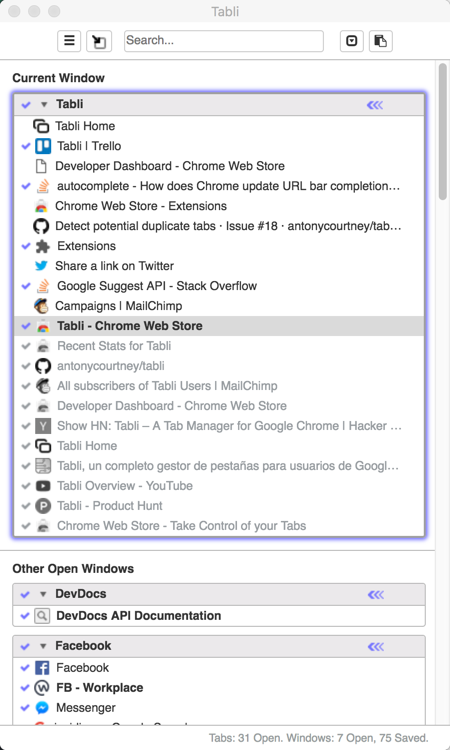 Tabli
Search...
Current Window
Tabli
Tabli Home
Tabli | Trello
Developer Dashboard - Chrome Web Store
autocomplete - How does Chrome update URL bar completion…
Chrome Web Store - Extensions
Detect potential duplicate tabs · Issue #18 · antonycourtney/tab…
Extensions
Share a link on Twitter
Google Suggest API - Stack Overflow
Campaigns | MailChimp
Tabli - Chrome Web Store
Recent Stats for Tabli
antonycourtney/tabli
All subscribers of Tabli Users | MailChimp
Developer Dashboard - Chrome Web Store
Show HN: Tabli – A Tab Manager for Google Chrome | Hacker …
Tabli Home
Tabli, un completo gestor de pestañas para usuarios de Googl…
Tabli Overview - YouTube
Tabli - Product Hunt
Chrome Web Store - Take Control of your Tabs
Other Open Windows
DevDocs
DevDocs API Documentation
Facebook
Facebook
FB - Workplace
Messenger
Tabs: 31 Open. Windows: 7 Open, 75 Saved.